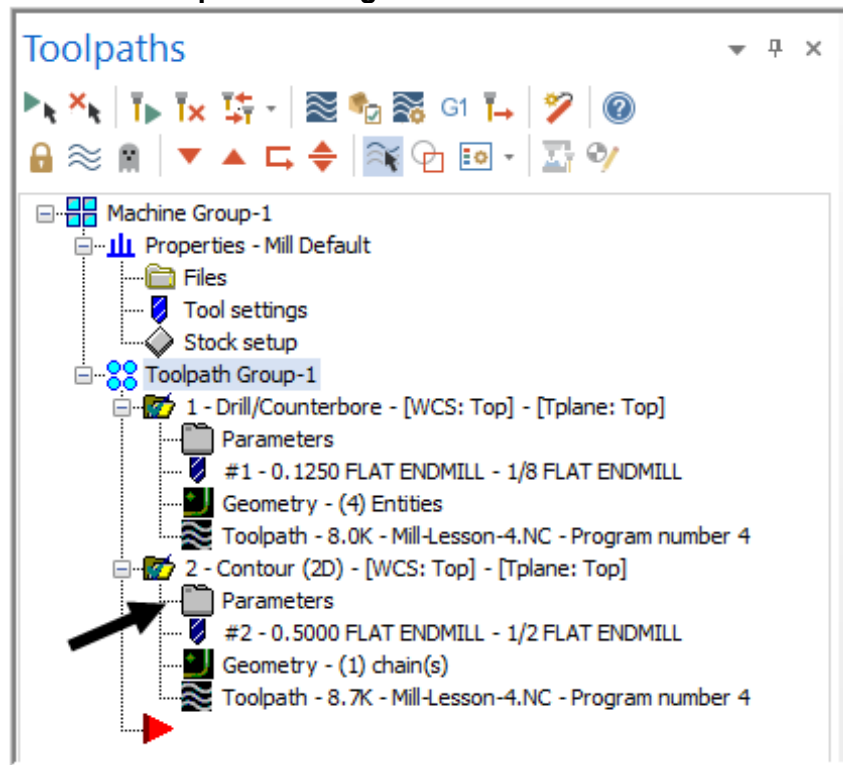 Toolpaths
G1
Machine Group-1
Properties - Mill Default
Files
Tool settings
Stock setup
Toolpath Group-1
1 - Drill/Counterbore - [WCS: Top] - [Tplane: Top]
Parameters
#1 - 0.1250 FLAT ENDMILL - 1/8 FLAT ENDMILL
Geometry - (4) Entities
Toolpath - 8.0K - Mill-Lesson-4.NC - Program number 4
2 - Contour (2D) - [WCS: Top] - [Tplane: Top]
Parameters
#2 - 0.5000 FLAT ENDMILL - 1/2 FLAT ENDMILL
Geometry - (1) chain(s)
Toolpath - 8.7K - Mill-Lesson-4.NC - Program number 4